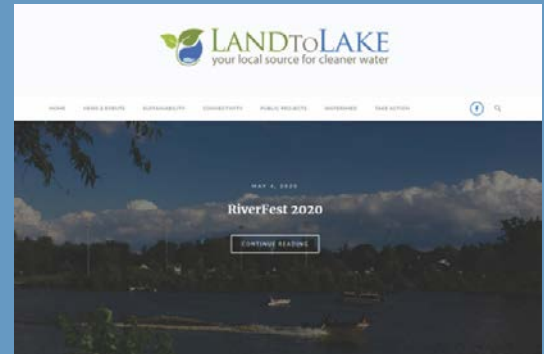 LANDTOLAKE
your local source for cleaner water
HOME NEWS & EVENTS SUSTAINABILITY CONNECTIVITY PUBLIC PROJECTS WATERSHED TAKE ACTION
MAY 4, 2020
RiverFest 2020
CONTINUE READING